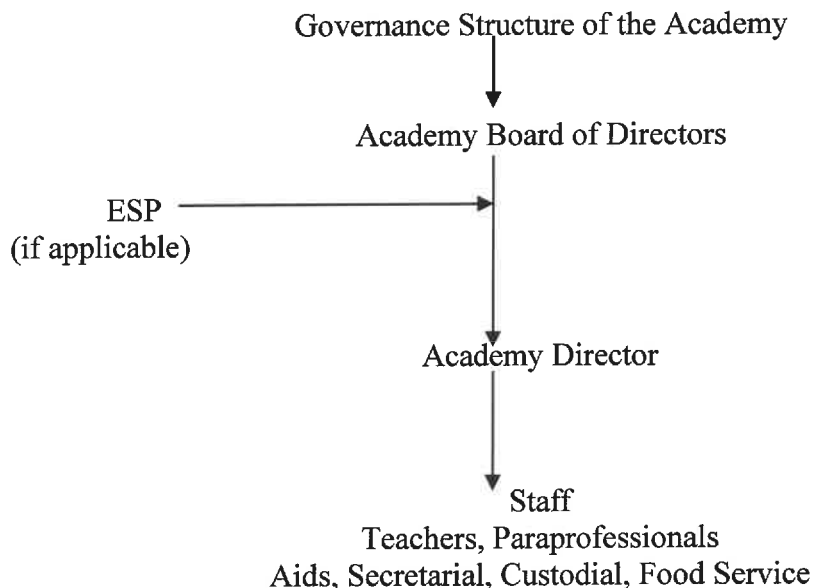 Governance Structure of the Academy
Academy Board of Directors
ESP
(if applicable)
Academy Director
Staff
Teachers, Paraprofessionals
Aids, Secretarial, Custodial, Food Service